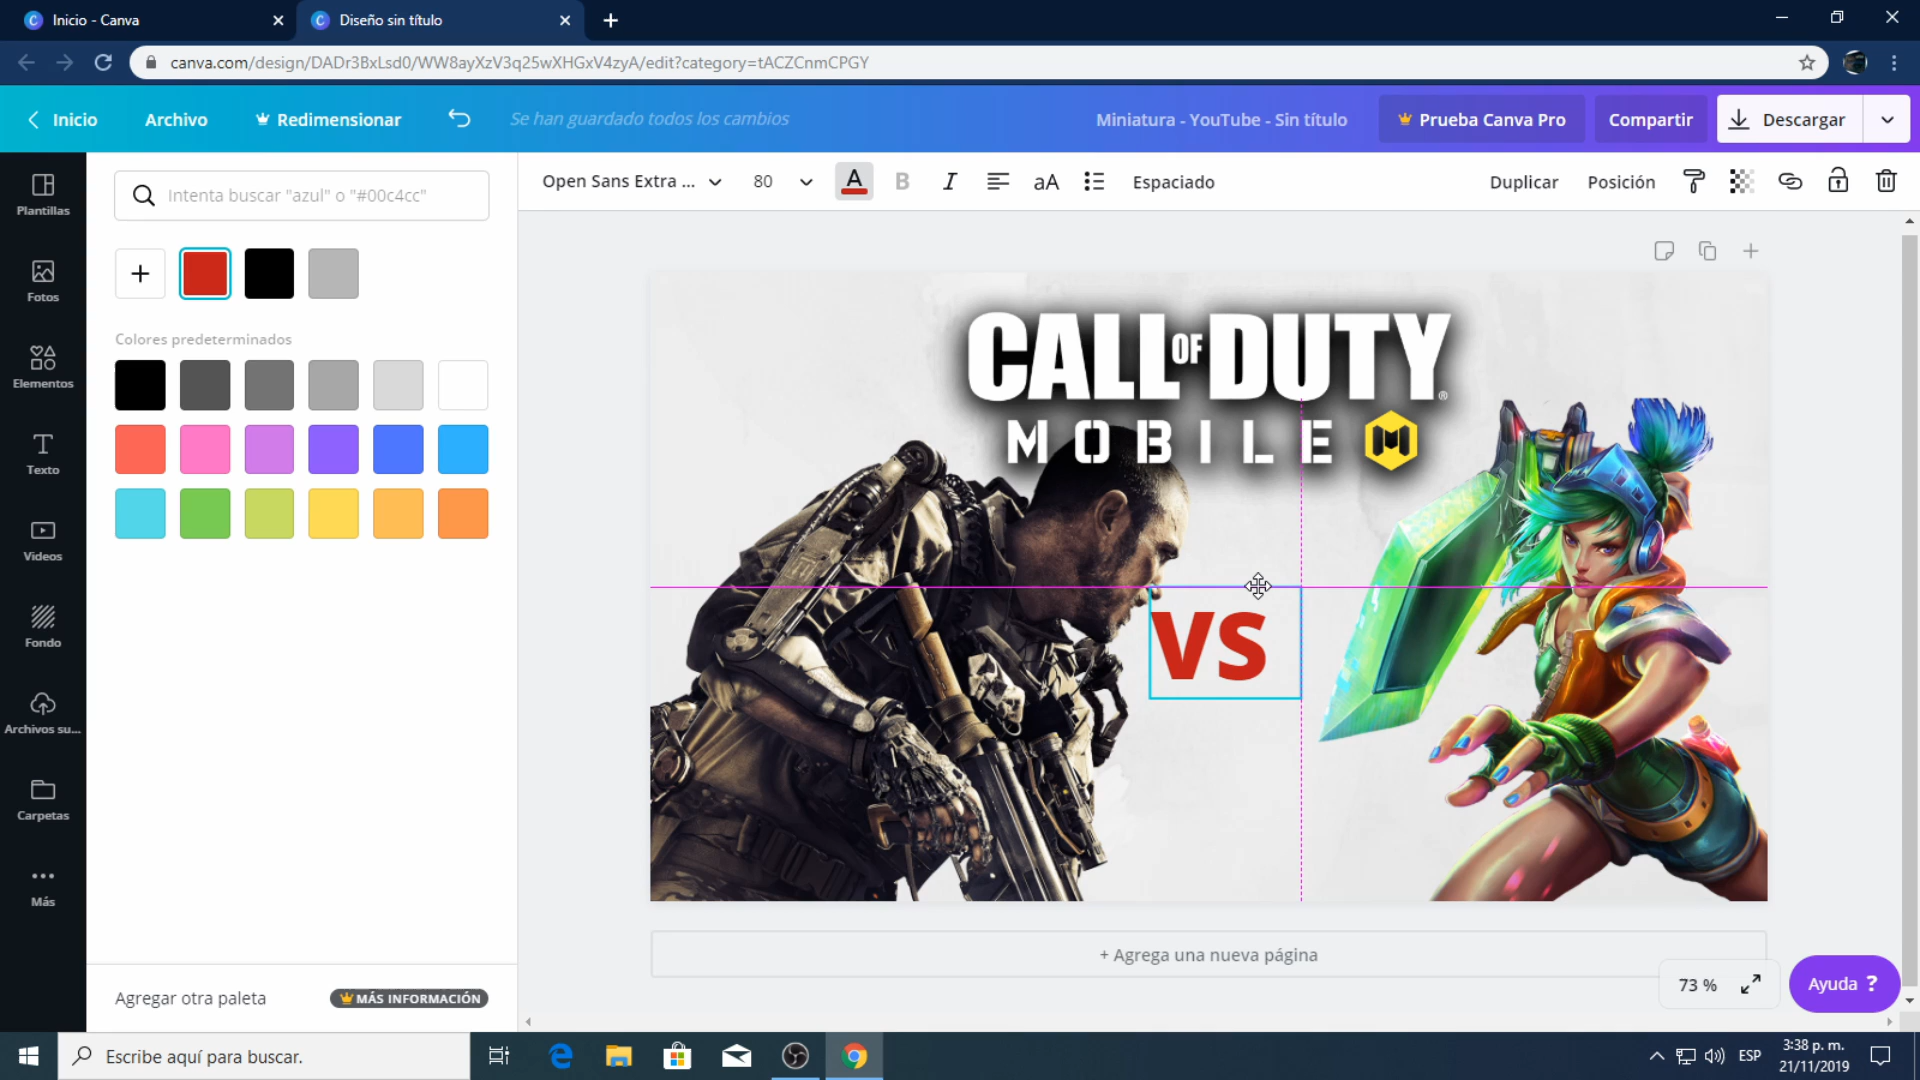 Inicio - Canva
Diseño sin título
canva.com/design/DADr3BxLsd0/WW8ayXzV3q25wXHGxV4zyA/edit?category=tACZCnmCPGY
Inicio
Archivo
Redimensionar
Se han guardado todos los cambios
Miniatura - YouTube - Sin título
Prueba Canva Pro
Compartir
Descargar
Plantillas
Fotos
Elementos
Texto
Videos
Fondo
Archivos su...
Carpetas
Más
Intenta buscar "azul" o "#00c4cc"
Colores predeterminados
Agregar otra paleta
MÁS INFORMACIÓN
Open Sans Extra ...
80
A
B
I
aA
Espaciado
Duplicar
Posición
CALL OF DUTY®
MOBILE
VS
+ Agrega una nueva página
73 %
Ayuda ?
Escribe aquí para buscar.
ESP
3:38 p. m.
21/11/2019